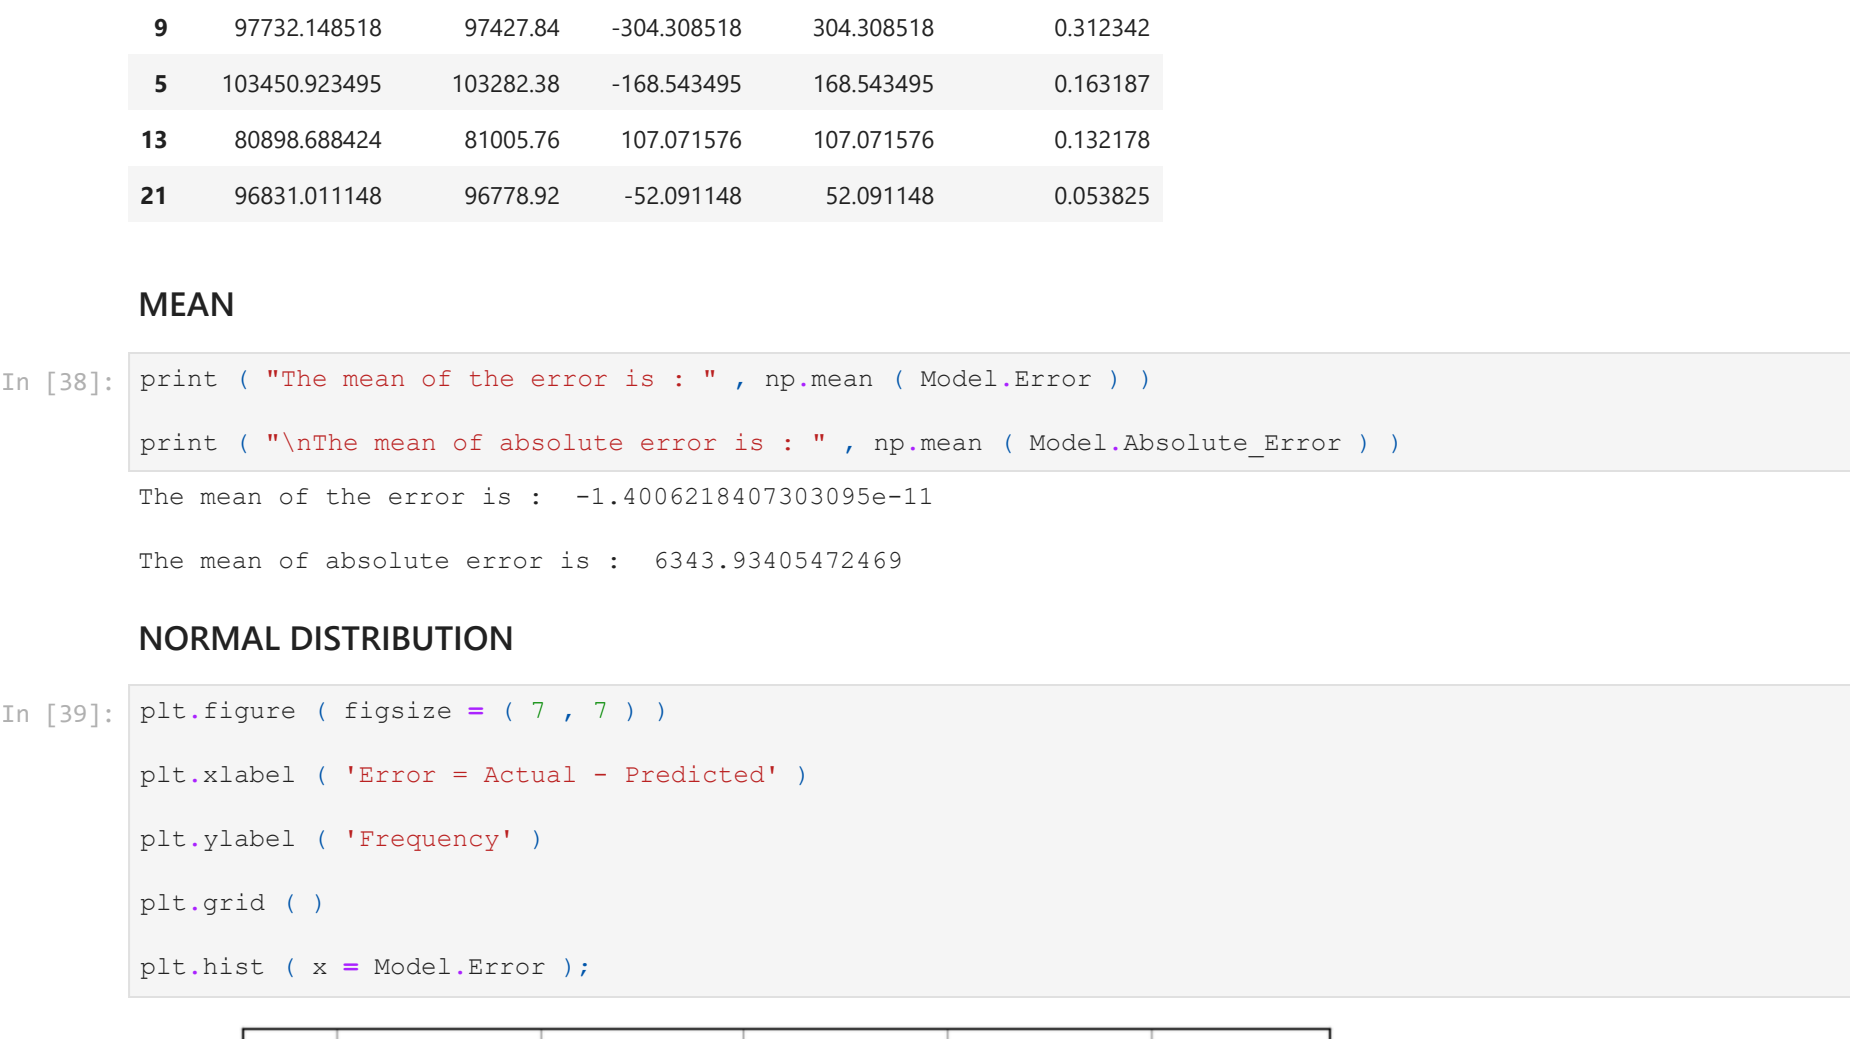 9 97732.148518 97427.84 -304.308518 304.308518 0.312342
5 103450.923495 103282.38 -168.543495 168.543495 0.163187
13 80898.688424 81005.76 107.071576 107.071576 0.132178
21 96831.011148 96778.92 -52.091148 52.091148 0.053825
MEAN
In [38]: print ( "The mean of the error is : " , np.mean ( Model.Error ) )
print ( "\nThe mean of absolute error is : " , np.mean ( Model.Absolute_Error ) )
The mean of the error is :  -1.4006218407303095e-11
The mean of absolute error is :  6343.93405472469
NORMAL DISTRIBUTION
In [39]: plt.figure ( figsize = ( 7 , 7 ) )
plt.xlabel ( 'Error = Actual - Predicted' )
plt.ylabel ( 'Frequency' )
plt.grid ( )
plt.hist ( x = Model.Error );